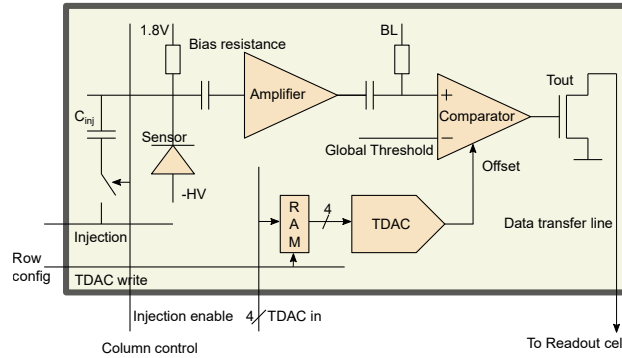 1.8V
Bias resistance
BL
Tout
Amplifier
Comparator
+
−
C inj
Sensor
Global Threshold
Offset
-HV
R
A
M
4
TDAC
Data transfer line
Injection
Row
config
TDAC write
Injection enable
4
TDAC in
Column control
To Readout cel